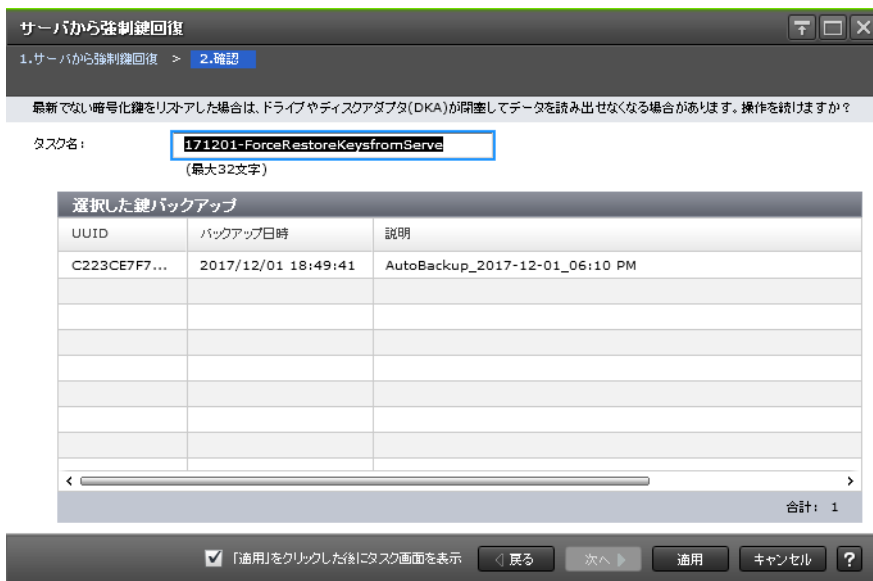 サーバから強制鍵回復
1.サーバから強制鍵回復 > 2.確認
最新でない暗号化鍵をリストアした場合は、ドライブやディスクアダプタ(DKA)が閉塞してデータを読み出せなくなる場合があります。操作を続けますか？
タスク名: 171201-ForceRestoreKeysfromServe
(最大32文字)
選択した鍵バックアップ
UUID バックアップ日時 説明
C223CE7F7... 2017/12/01 18:49:41 AutoBackup_2017-12-01_06:10 PM
合計: 1
「適用」をクリックした後にタスク画面を表示 戻る 次へ 適用 キャンセル ?